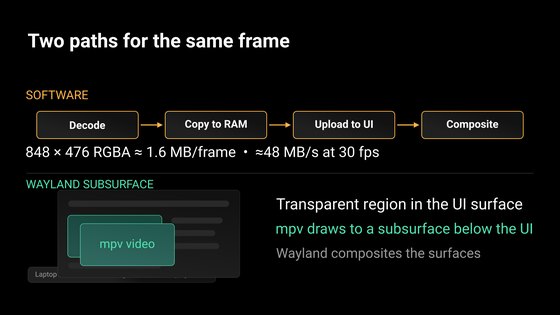 Two paths for the same frame
SOFTWARE
Decode
Copy to RAM
Upload to UI
Composite
848 × 476 RGBA ≈ 1.6 MB/frame • ≈48 MB/s at 30 fps
WAYLAND SUBSURFACE
mpv video
Laptop
Transparent region in the UI surface
mpv draws to a subsurface below the UI
Wayland composites the surfaces